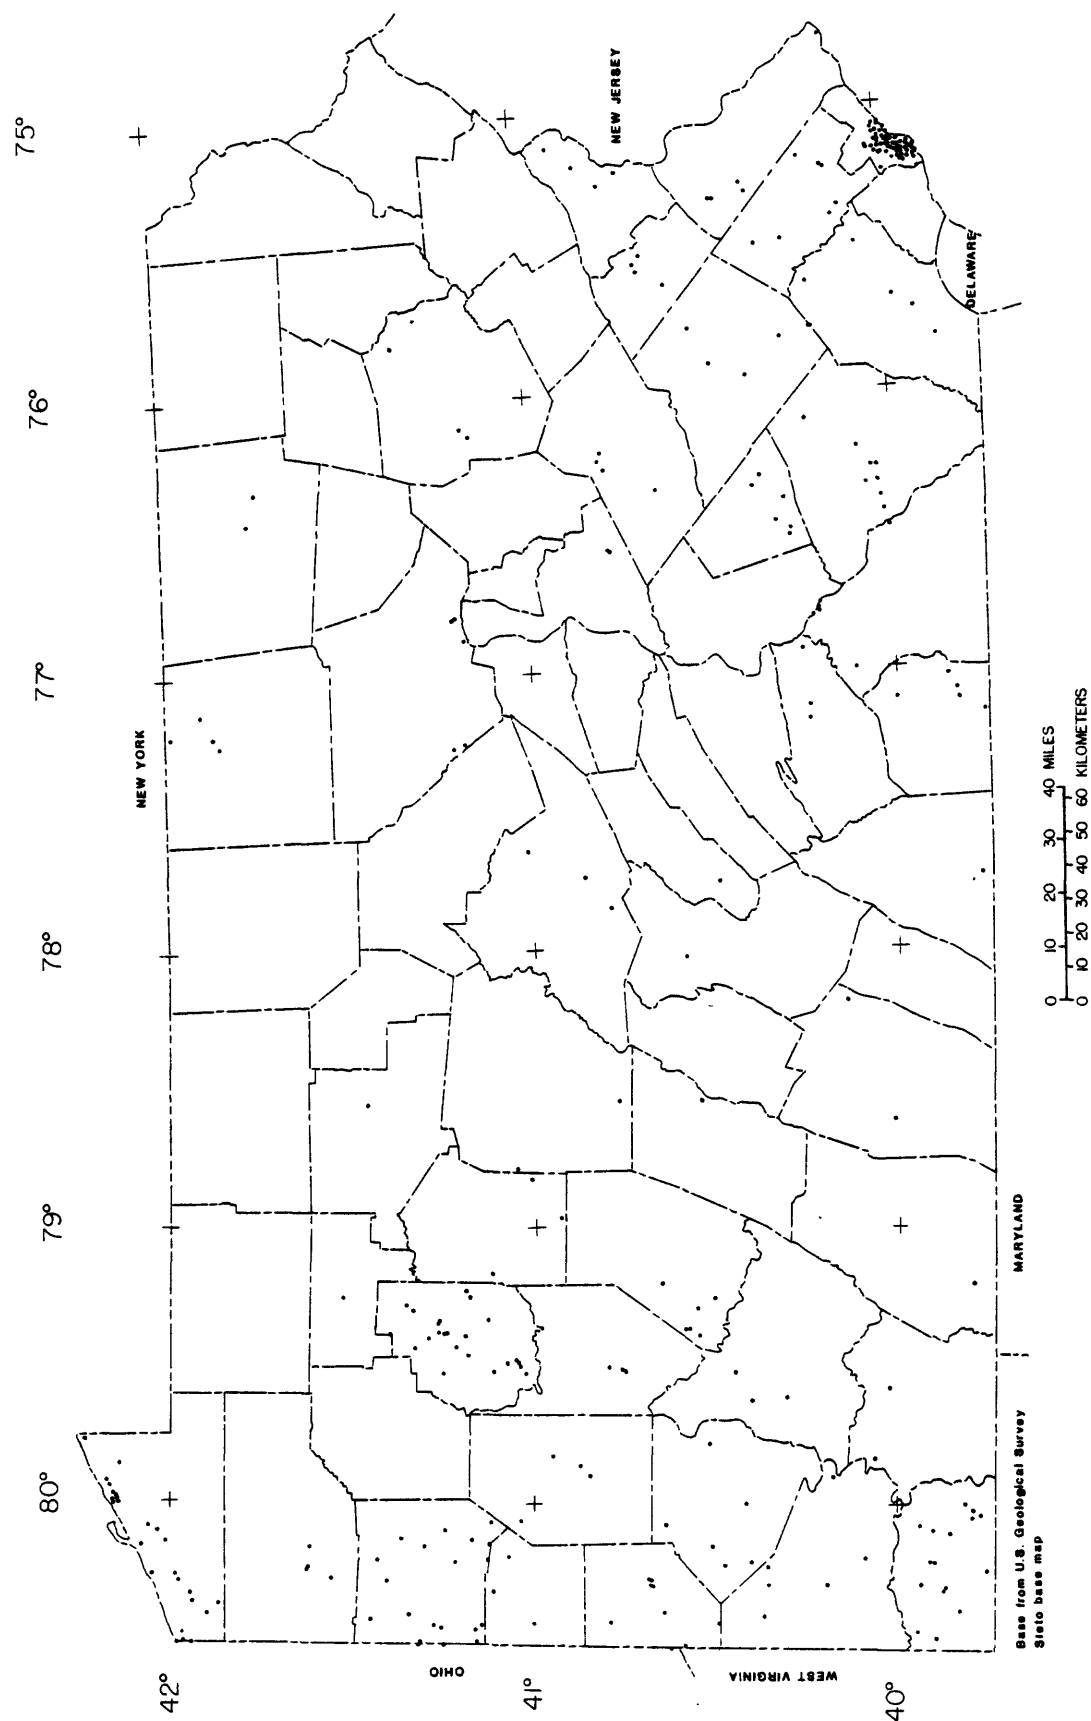 80°
79°
78°
77°
76°
75°
NEW YORK
42°
OHIO
41°
NEW JERSEY
WEST VIRGINIA
40°
DELAWARE
MARYLAND
Base from U.S. Geological Survey
State base map
0 10 20 30 40 MILES
0 10 20 30 40 50 60 KILOMETERS